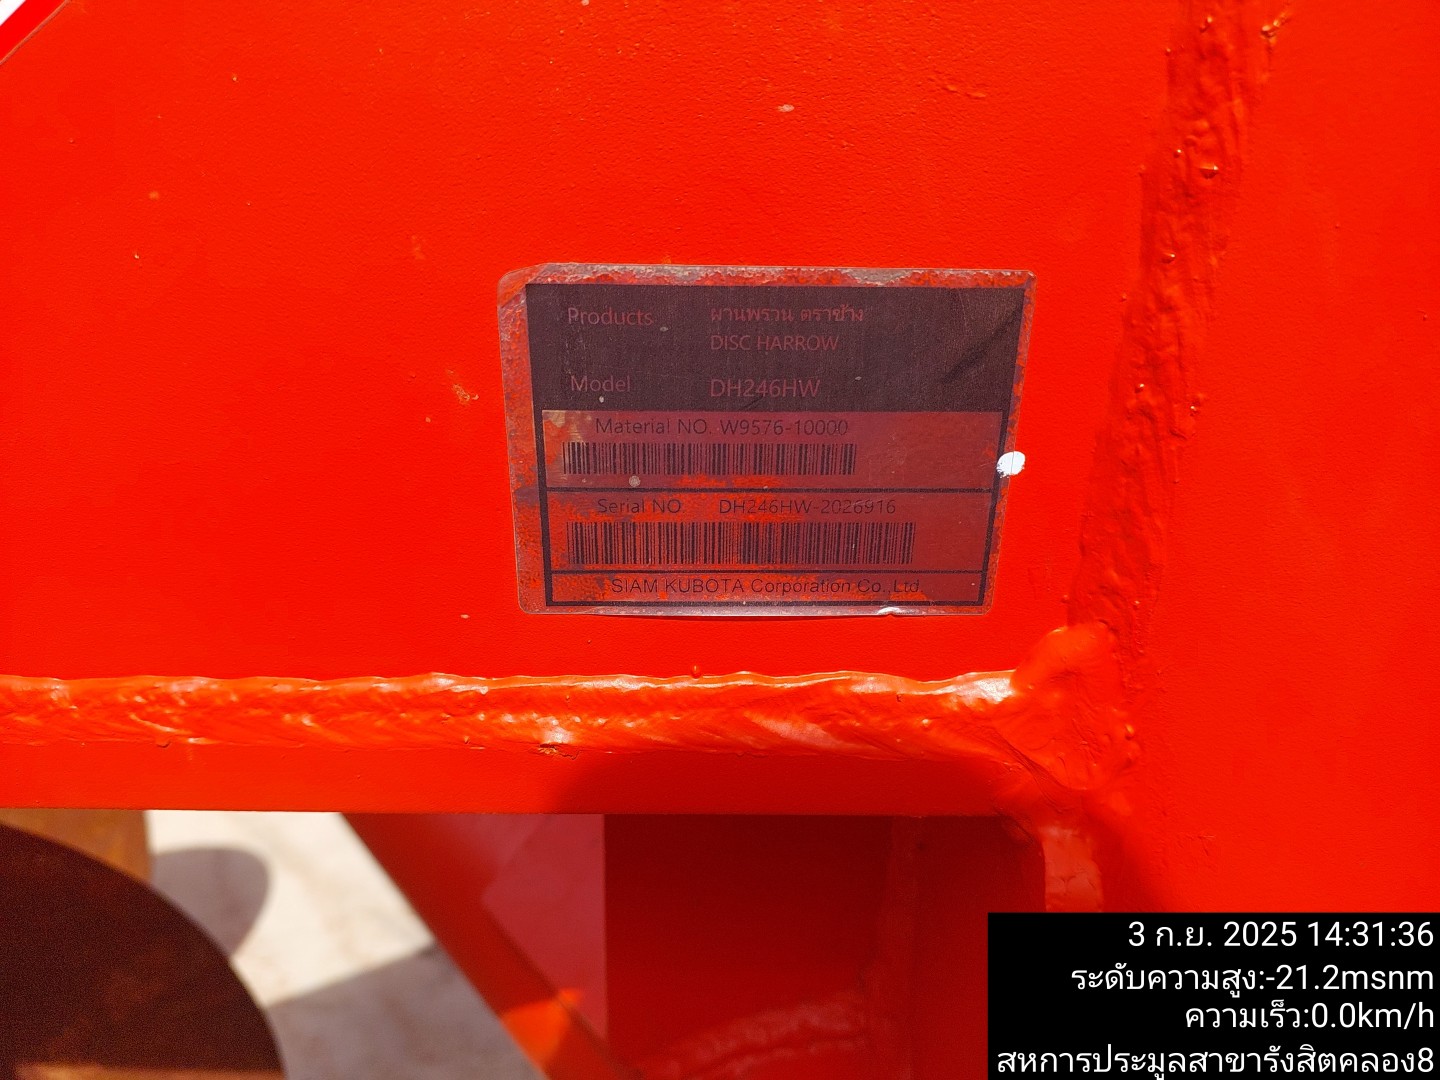 Products ผานพรวน ตราช้าง
DISC HARROW
Model DH246HW
Material NO. W9576-10000
Serial NO. DH246HW-2026916
SIAM KUBOTA Corporation Co.,Ltd.
3 ก.ย. 2025 14:31:36
ระดับความสูง:-21.2msnm
ความเร็ว:0.0km/h
สหการประมูลสาขารังสิตคลอง8